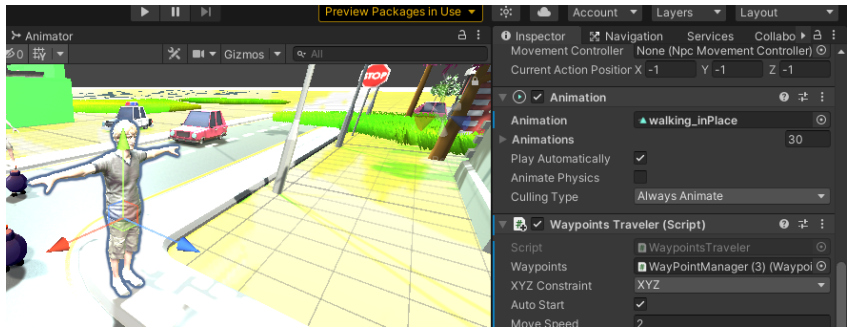 Preview Packages in Use
Account
Layers
Layout
Animator
Inspector
Navigation
Services
Collabo
0
Gizmos
All
Movement Controller None (Npc Movement Controller)
Current Action Position X -1 Y -1 Z -1
Animation
Animation walking_inPlace
Animations 30
Play Automatically
Animate Physics
Culling Type Always Animate
Waypoints Traveler (Script)
Script WaypointsTraveler
Waypoints WayPointManager (3) (Waypoi
XYZ Constraint XYZ
Auto Start
Move Speed 2
STOP